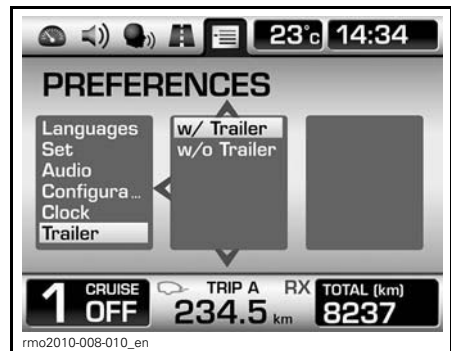 23°c 14:34
PREFERENCES
Languages
Set
Audio
Configura...
Clock
Trailer
w/ Trailer
w/o Trailer
1 CRUISE OFF
TRIP A RX
234.5 km
TOTAL (km)
8237
rmo2010-008-010_en